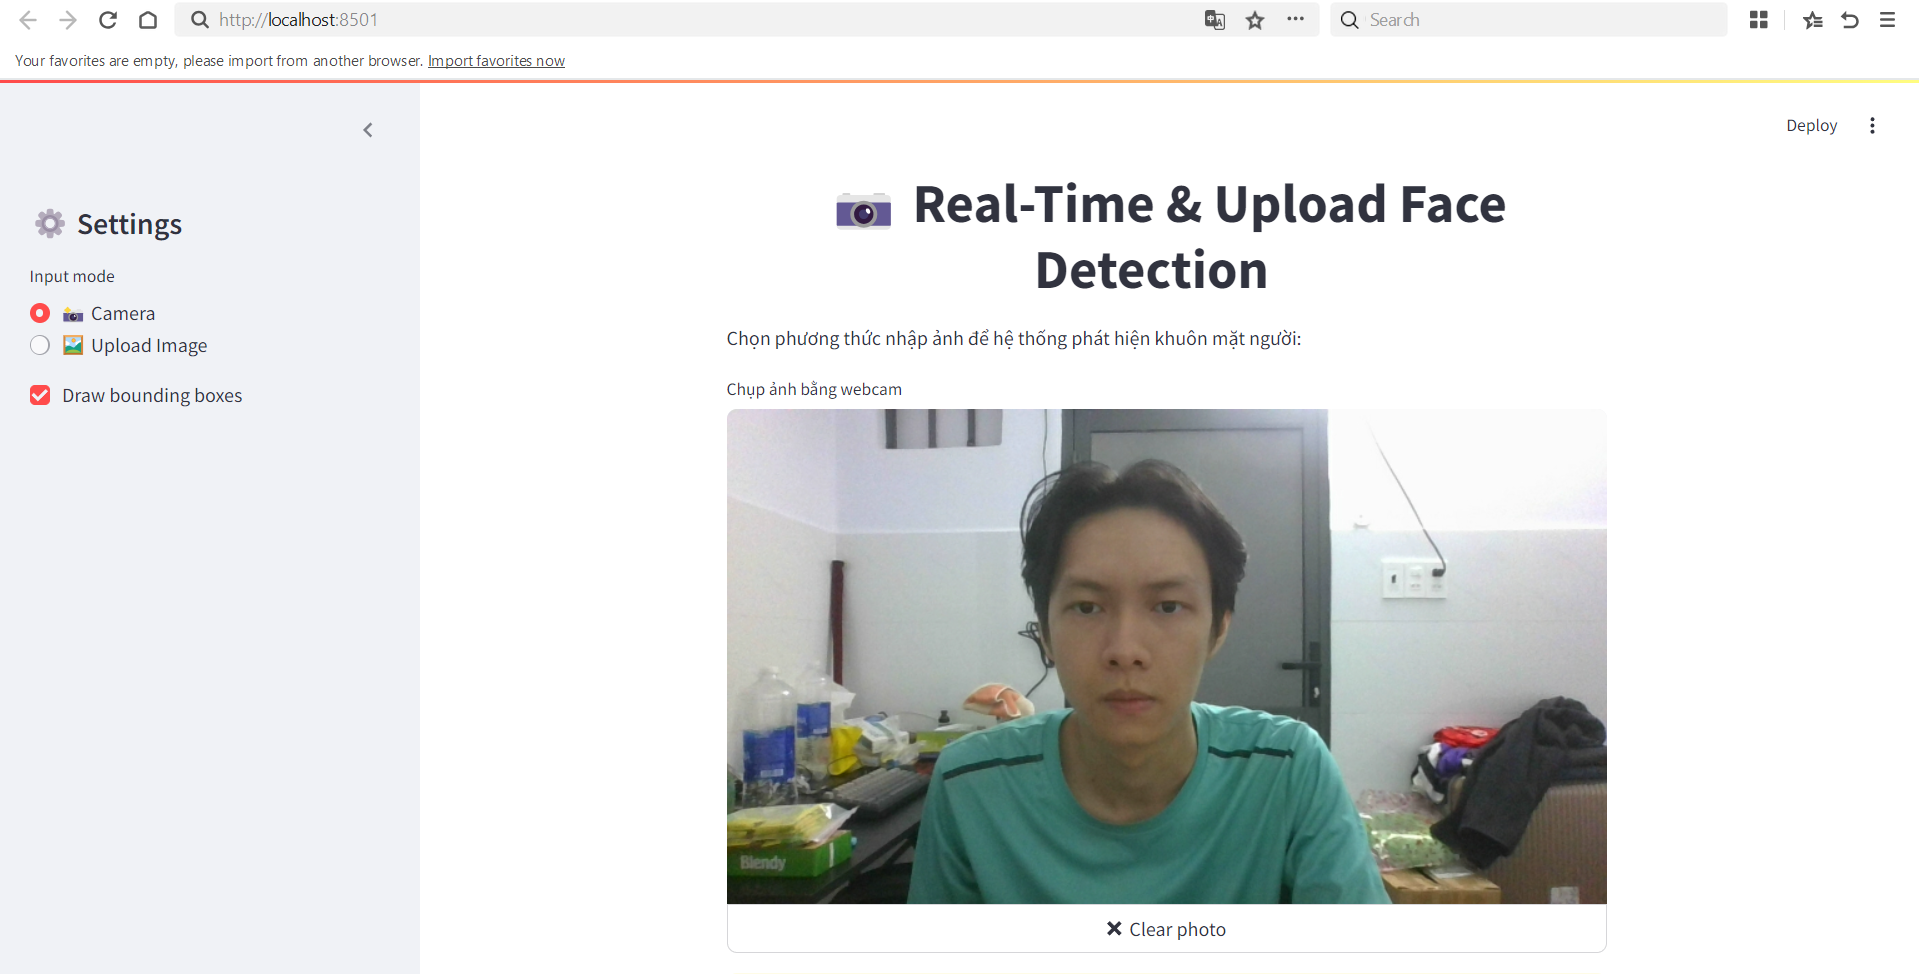 http://localhost:8501
Search
Your favorites are empty, please import from another browser. Import favorites now
Deploy
Settings
Input mode
Camera
Upload Image
Draw bounding boxes
Real-Time & Upload Face
Detection
Chọn phương thức nhập ảnh để hệ thống phát hiện khuôn mặt người:
Chụp ảnh bằng webcam
Blendy
Clear photo